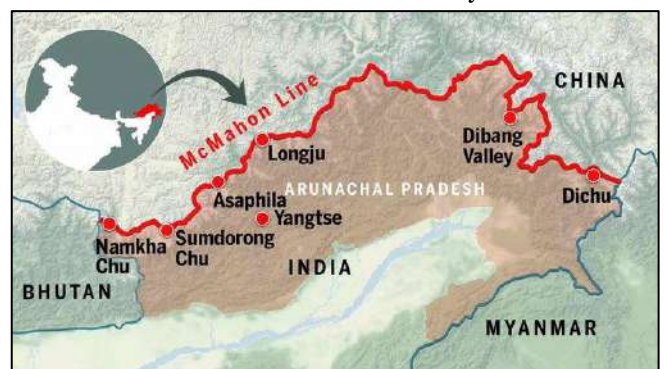 McMahon Line
CHINA
Longju
Dibang
Valley
Asaphila
ARUNACHAL PRADESH
Dichu
Yangtse
Namkha
Chu
Sumdorong
Chu
INDIA
BHUTAN
MYANMAR